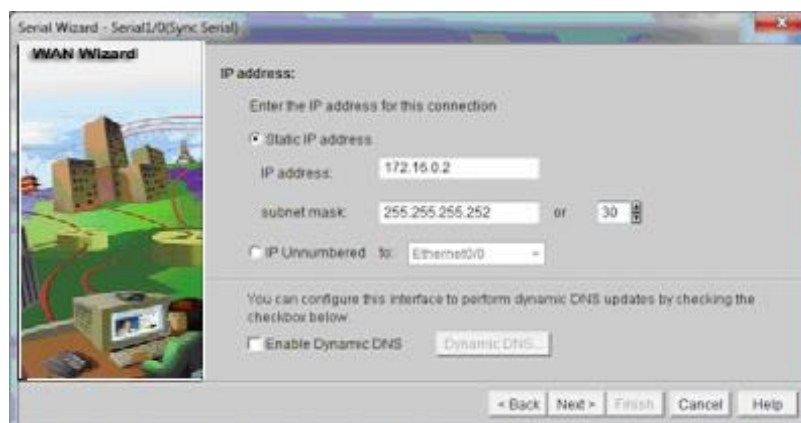 Serial Wizard - Serial1/0(Sync Serial)
WAN Wizard
IP address:
Enter the IP address for this connection
Static IP address
IP address: 172.16.0.2
subnet mask: 255.255.255.252 or 30
IP Unnumbered to: Ethernet0/0
You can configure this interface to perform dynamic DNS updates by checking the
checkbox below.
Enable Dynamic DNS Dynamic DNS...
< Back Next > Finish Cancel Help